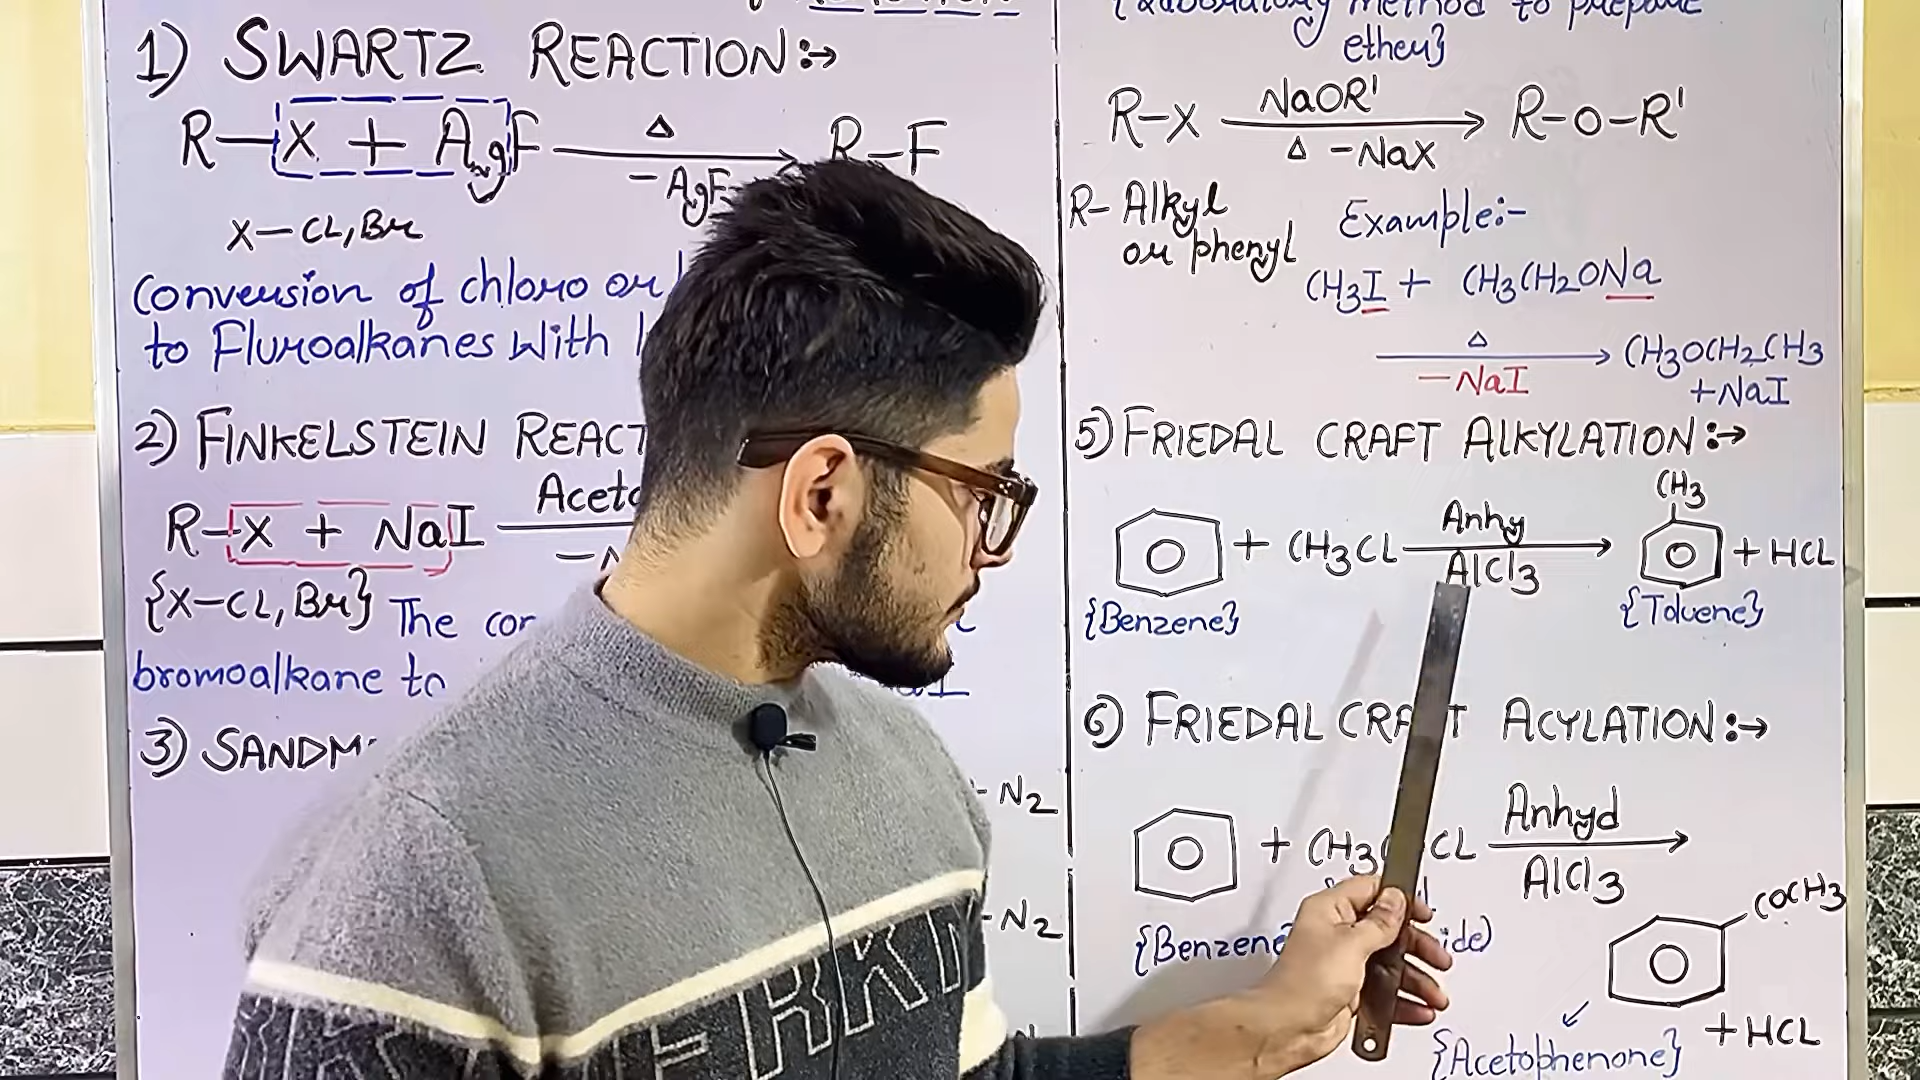 1) SWARTZ REACTION:→
R—X + AgF Δ → R—F
— AgF
X—CL, Br
Conversion of chloro or
to Fluroalkanes with
2) FINKELSTEIN REACT
R-X + NaI Aceto
{X-CL, Br} The
bromoalkane to
3) SANDM
- N2
- N2
method to prepare
ether}
R-X NaOR' → R-O-R'
Δ -NaX
R- Alkyl
or phenyl
Example:-
CH3I + CH3CH2ONa
Δ → CH3OCH2CH3
-NaI +NaI
5) FRIEDAL CRAFT ALKYLATION:→
CH3
+ CH3CL Anhy → + HCL
AlCl3
{Benzene} {Toluene}
6) FRIEDAL CRAFT ACYLATION:→
+ CH3 CL Anhyd →
AlCl3
COCH3
{Benzene ide)
+ HCL
{Acetophenone}